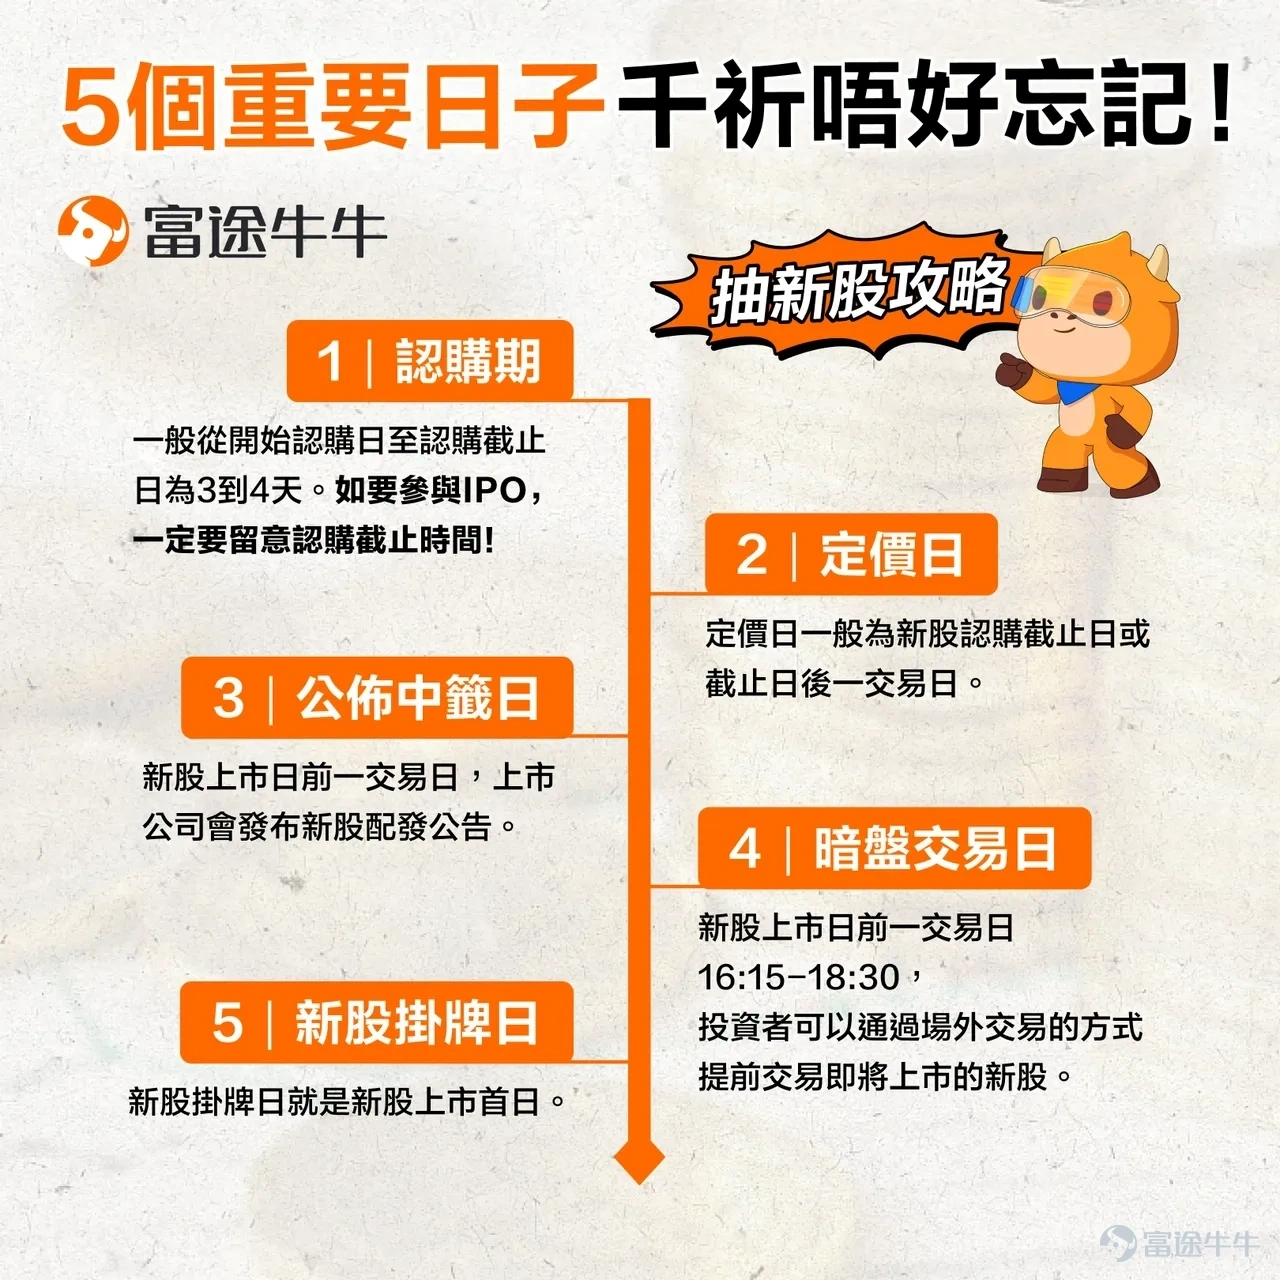 5個重要日子千祈唔好忘記!
富途牛牛
抽新股攻略
1｜認購期
一般從開始認購日至認購截止
日為3到4天。如要參與IPO，
一定要留意認購截止時間!
2｜定價日
定價日一般為新股認購截止日或
截止日後一交易日。
3｜公佈中籤日
新股上市日前一交易日，上市
公司會發布新股配發公告。
4｜暗盤交易日
新股上市日前一交易日
16:15-18:30，
投資者可以通過場外交易的方式
提前交易即將上市的新股。
5｜新股掛牌日
新股掛牌日就是新股上市首日。
富途牛牛